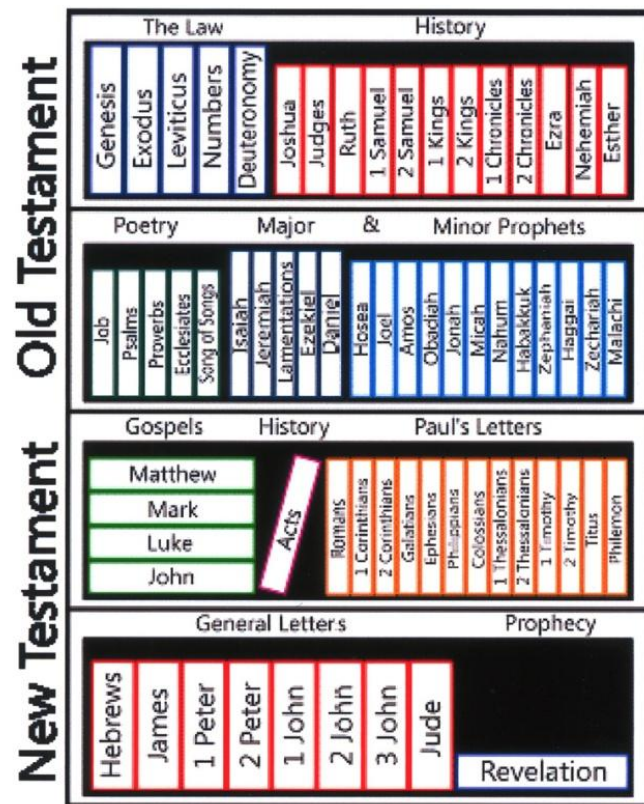 Old Testament
The Law
History
Genesis
Exodus
Leviticus
Numbers
Deuteronomy
Joshua
Judges
Ruth
1 Samuel
2 Samuel
1 Kings
2 Kings
1 Chronicles
2 Chronicles
Ezra
Nehemiah
Esther
Poetry
Major & Minor Prophets
Job
Psalms
Proverbs
Ecclesiates
Song of Songs
Isaiah
Jeremiah
Lamentations
Ezekiel
Daniel
Hosea
Joel
Amos
Obadiah
Jonah
Micah
Nahum
Habakkuk
Zephaniah
Haggai
Zechariah
Malachi
New Testament
Gospels
History
Paul's Letters
Matthew
Mark
Luke
John
Acts
Romans
1 Corinthians
2 Corinthians
Galatians
Ephesians
Philippians
Colossians
1 Thessalonians
2 Thessalonians
1 Timothy
2 Timothy
Titus
Philemon
General Letters
Prophecy
Hebrews
James
1 Peter
2 Peter
1 John
2 John
3 John
Jude
Revelation